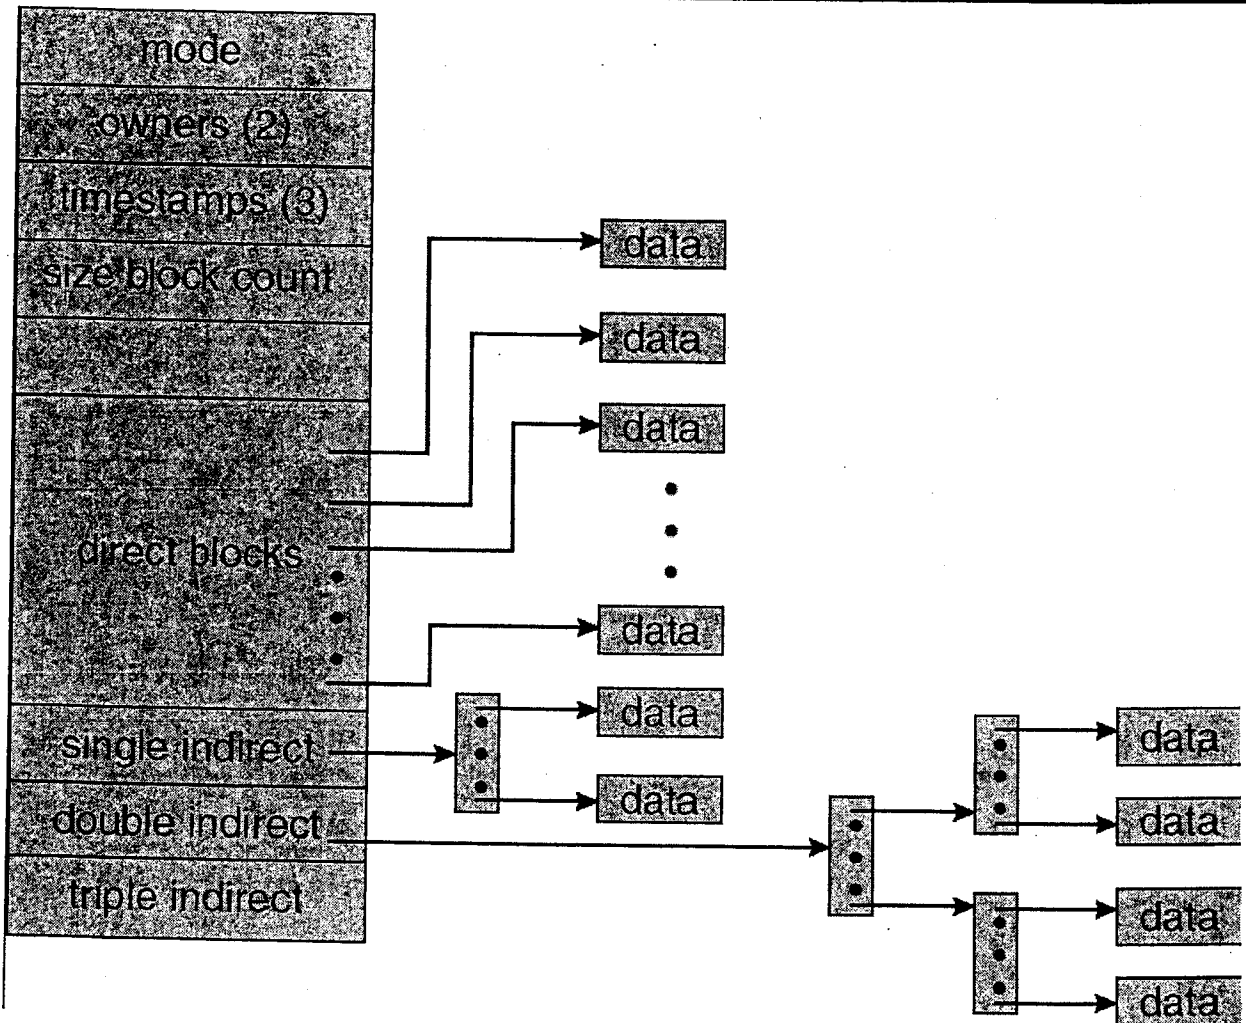 mode
owners (2)
timestamps (3)
size block count
direct blocks
single indirect
double indirect
triple indirect
data
data
data
data
data
data
data
data
data
data